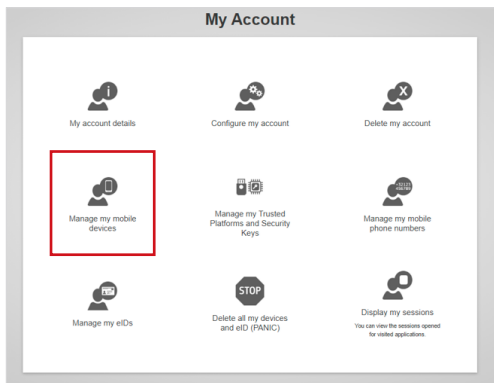 My Account
My account details
Configure my account
Delete my account
Manage my mobile
devices
Manage my Trusted
Platforms and Security
Keys
Manage my mobile
phone numbers
Manage my eIDs
STOP
Delete all my devices
and eID (PANIC)
Display my sessions
You can view the sessions opened
for visited applications.